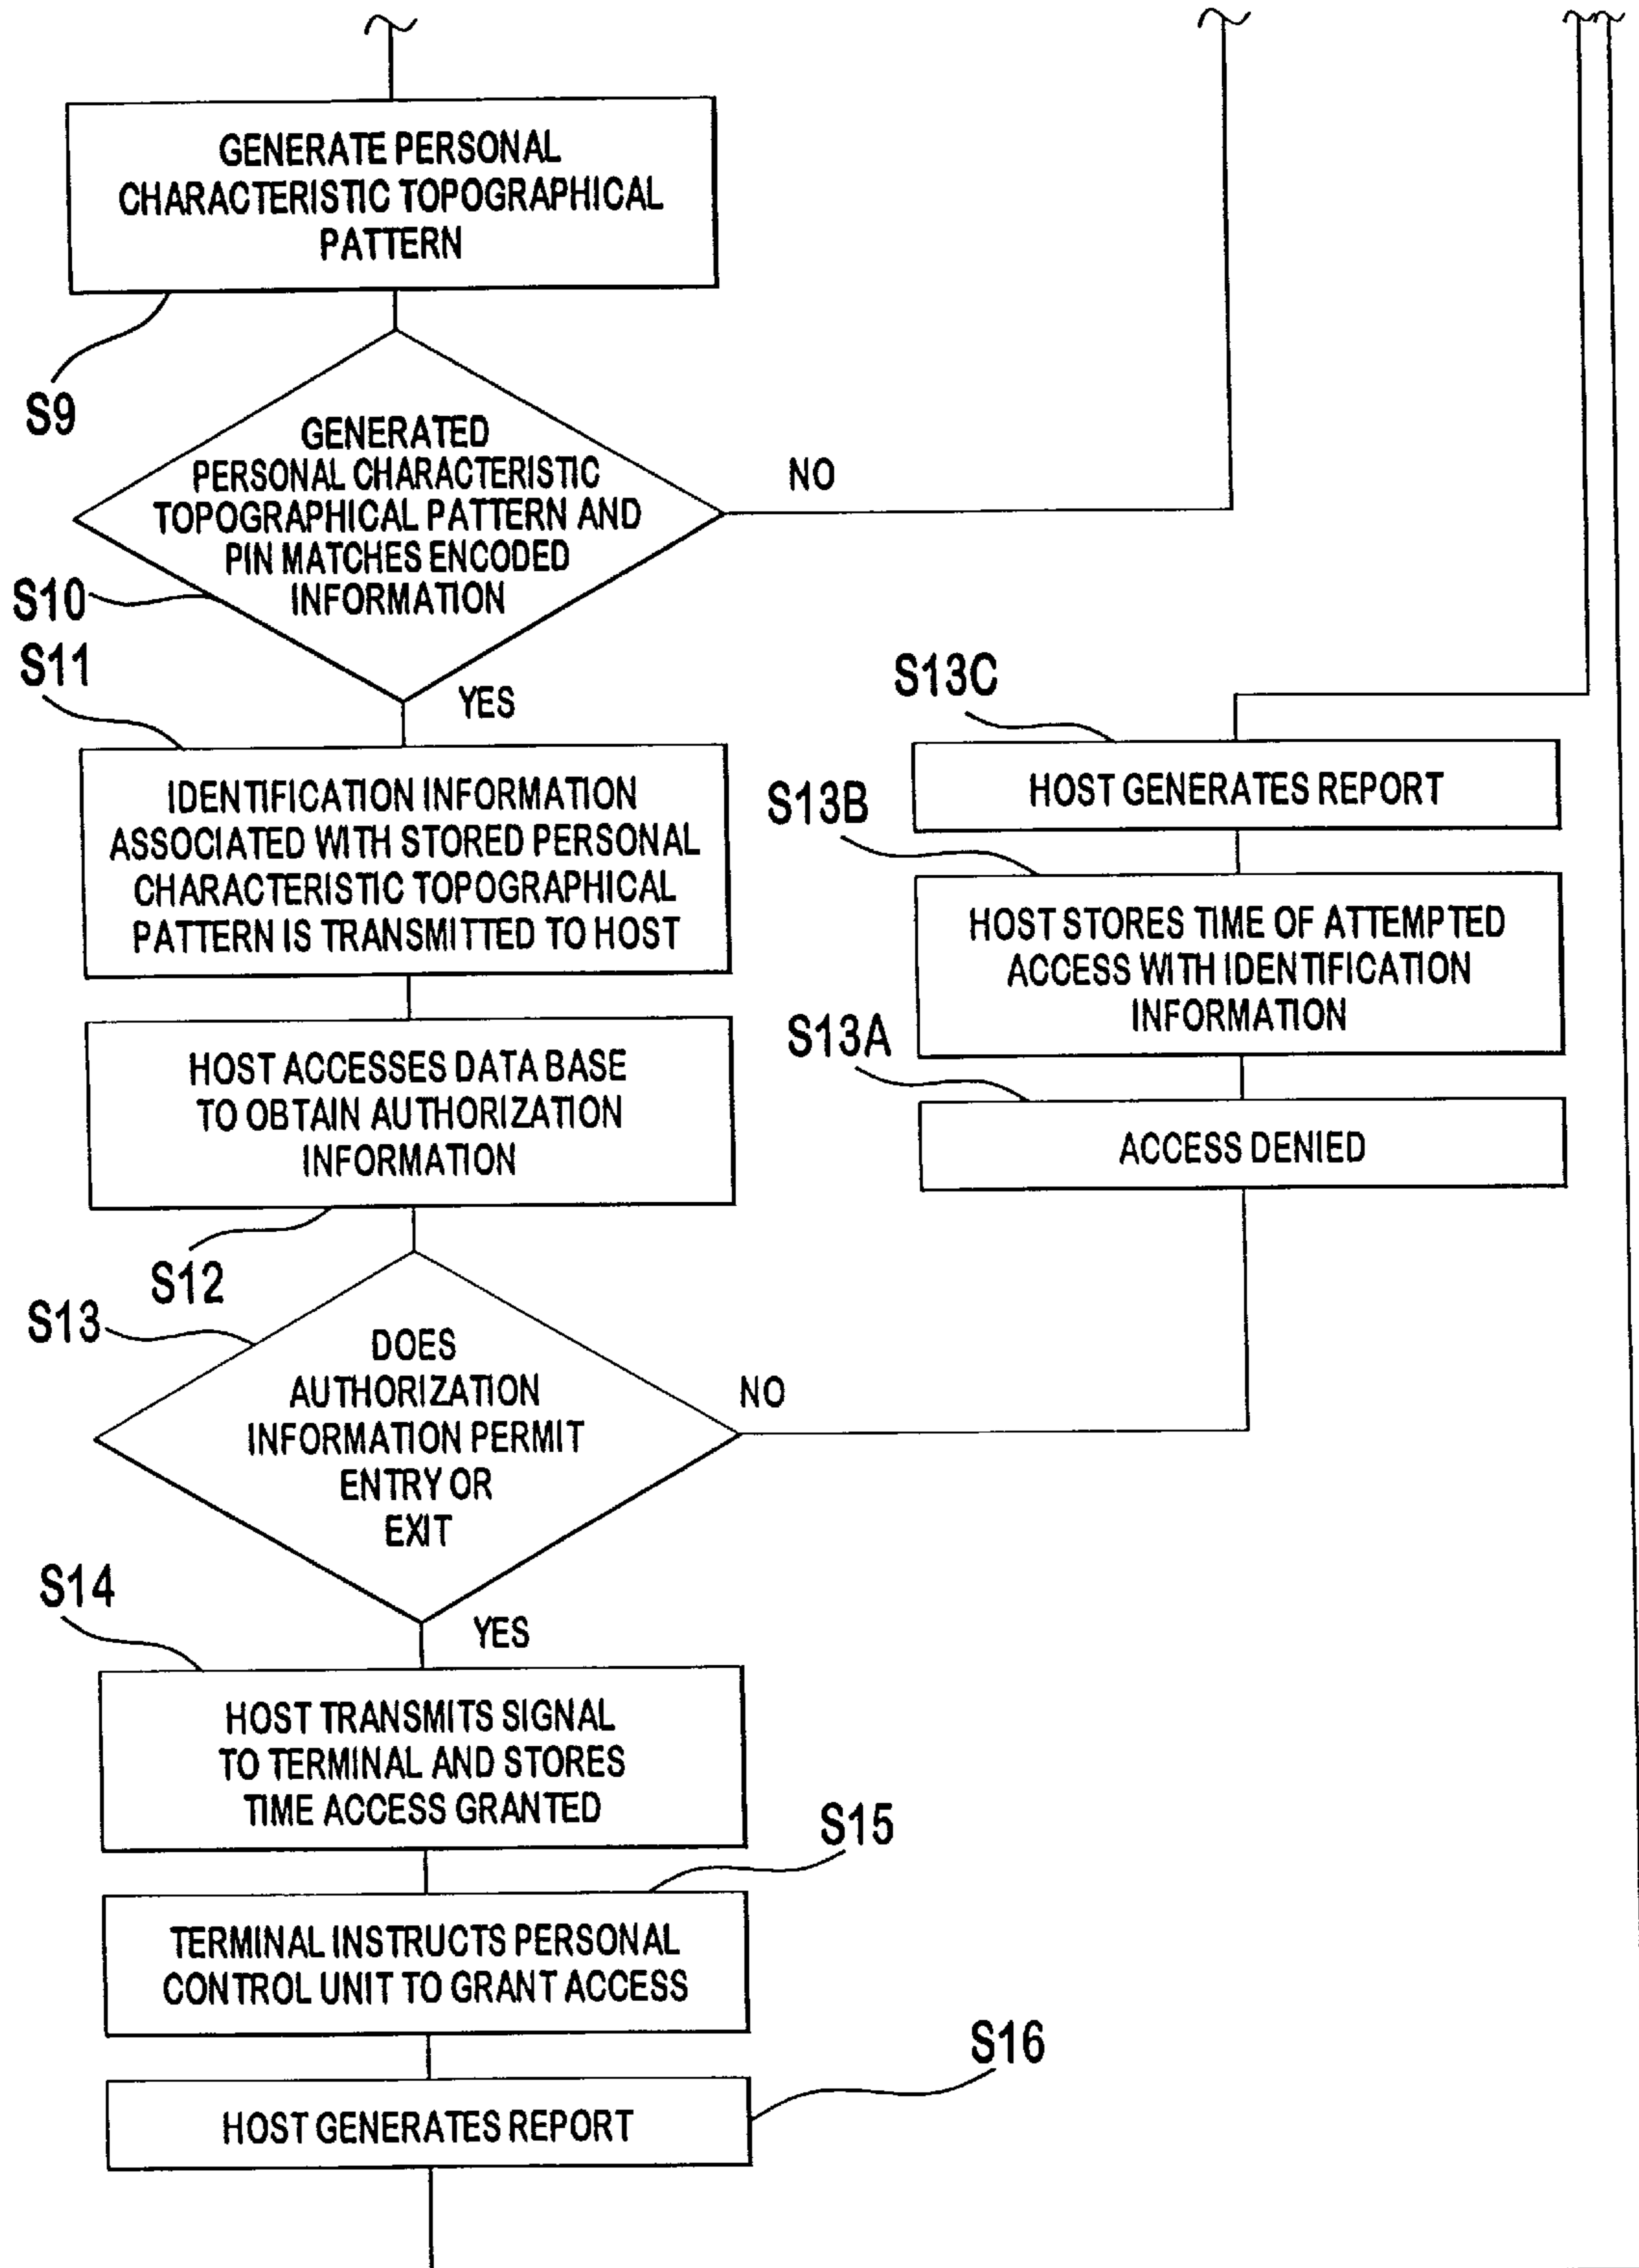 GENERATE PERSONAL
CHARACTERISTIC TOPOGRAPHICAL
PATTERN
S9
GENERATED
PERSONAL CHARACTERISTIC
TOPOGRAPHICAL PATTERN AND
PIN MATCHES ENCODED
INFORMATION
NO
S10
S11
YES
IDENTIFICATION INFORMATION
ASSOCIATED WITH STORED PERSONAL
CHARACTERISTIC TOPOGRAPHICAL
PATTERN IS TRANSMITTED TO HOST
S13C
HOST GENERATES REPORT
S13B
HOST STORES TIME OF ATTEMPTED
ACCESS WITH IDENTIFICATION
INFORMATION
S13A
ACCESS DENIED
HOST ACCESSES DATA BASE
TO OBTAIN AUTHORIZATION
INFORMATION
S12
S13
DOES
AUTHORIZATION
INFORMATION PERMIT
ENTRY OR
EXIT
NO
S14
YES
HOST TRANSMITS SIGNAL
TO TERMINAL AND STORES
TIME ACCESS GRANTED
S15
TERMINAL INSTRUCTS PERSONAL
CONTROL UNIT TO GRANT ACCESS
S16
HOST GENERATES REPORT